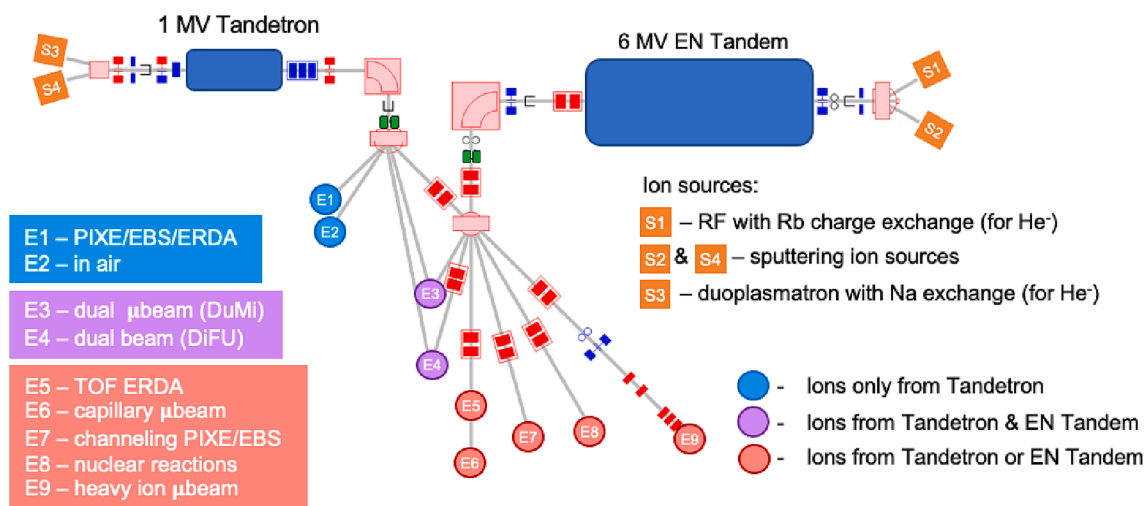 1 MV Tandetron
6 MV EN Tandem
S3
S4
S1
S2
E1
E2
E3
E4
E5
E6
E7
E8
E9
Ion sources:
S1 – RF with Rb charge exchange (for He⁻)
S2 & S4 – sputtering ion sources
S3 – duoplasmatron with Na exchange (for He⁻)
E1 – PIXE/EBS/ERDA
E2 – in air
E3 – dual μbeam (DuMi)
E4 – dual beam (DiFU)
E5 – TOF ERDA
E6 – capillary μbeam
E7 – channeling PIXE/EBS
E8 – nuclear reactions
E9 – heavy ion μbeam
- Ions only from Tandetron
- Ions from Tandetron & EN Tandem
- Ions from Tandetron or EN Tandem